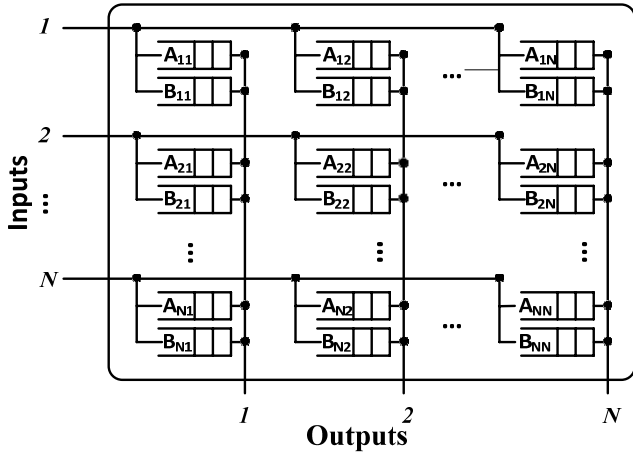 1
A11 A12 ... A1N
B11 B12 B1N
2
A21 A22 A2N
B21 B22 ... B2N
Inputs
...
... ... ...
N
AN1 AN2 ANN
BN1 BN2 ... BNN
1 2 N
Outputs